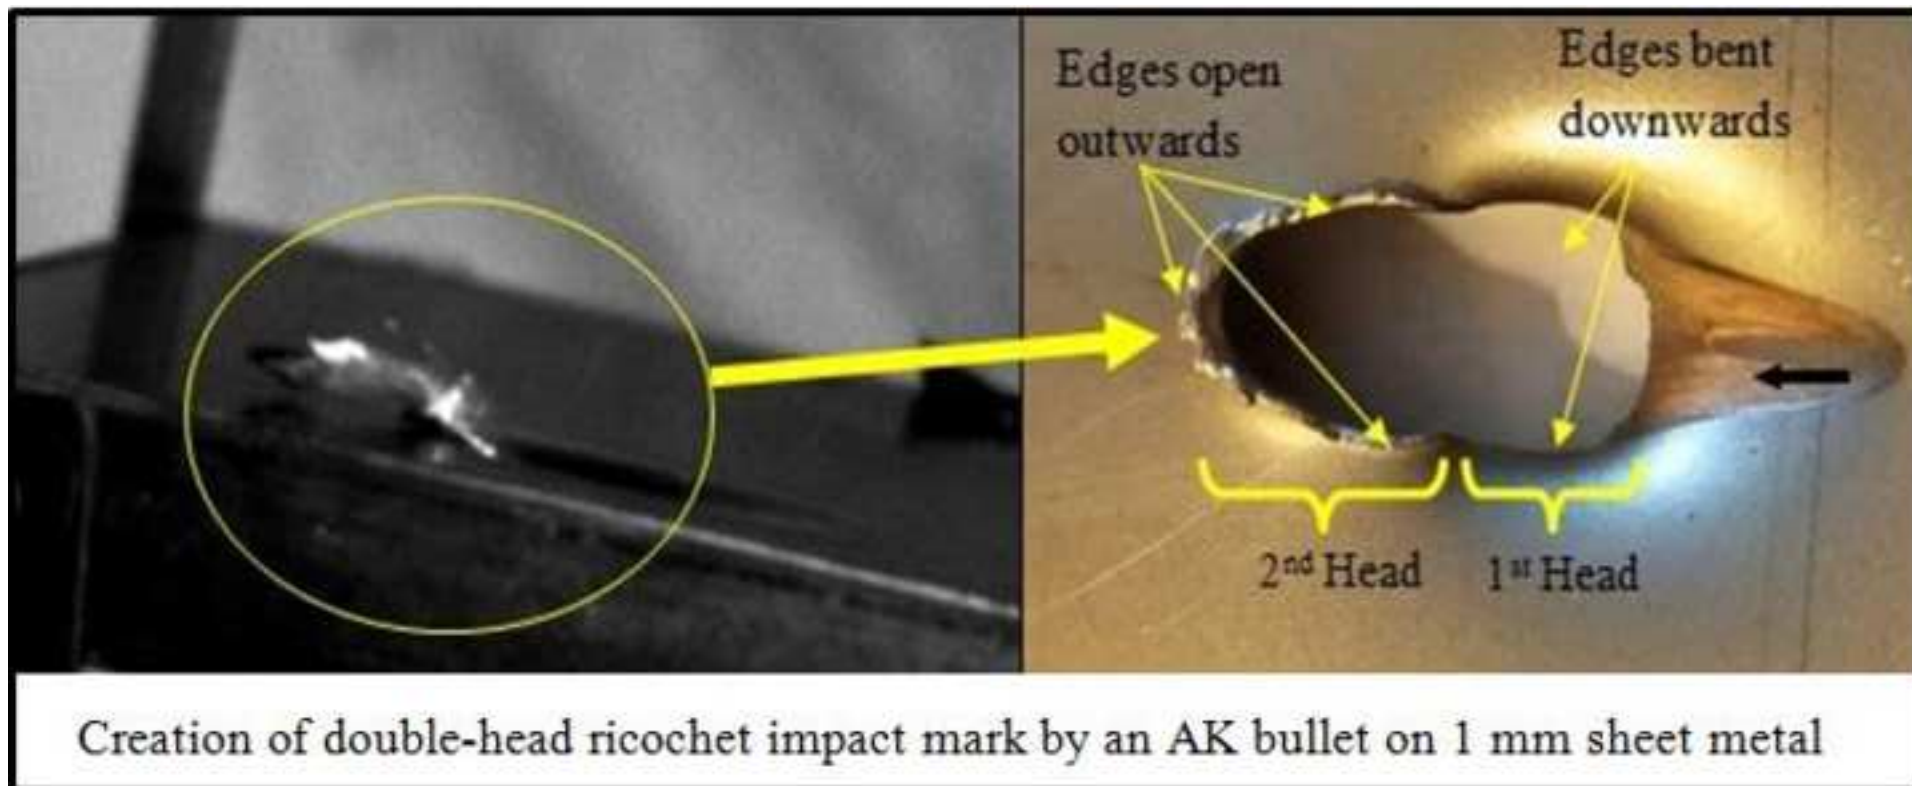 Edges open
outwards
Edges bent
downwards
2nd Head
1st Head
Creation of double-head ricochet impact mark by an AK bullet on 1 mm sheet metal